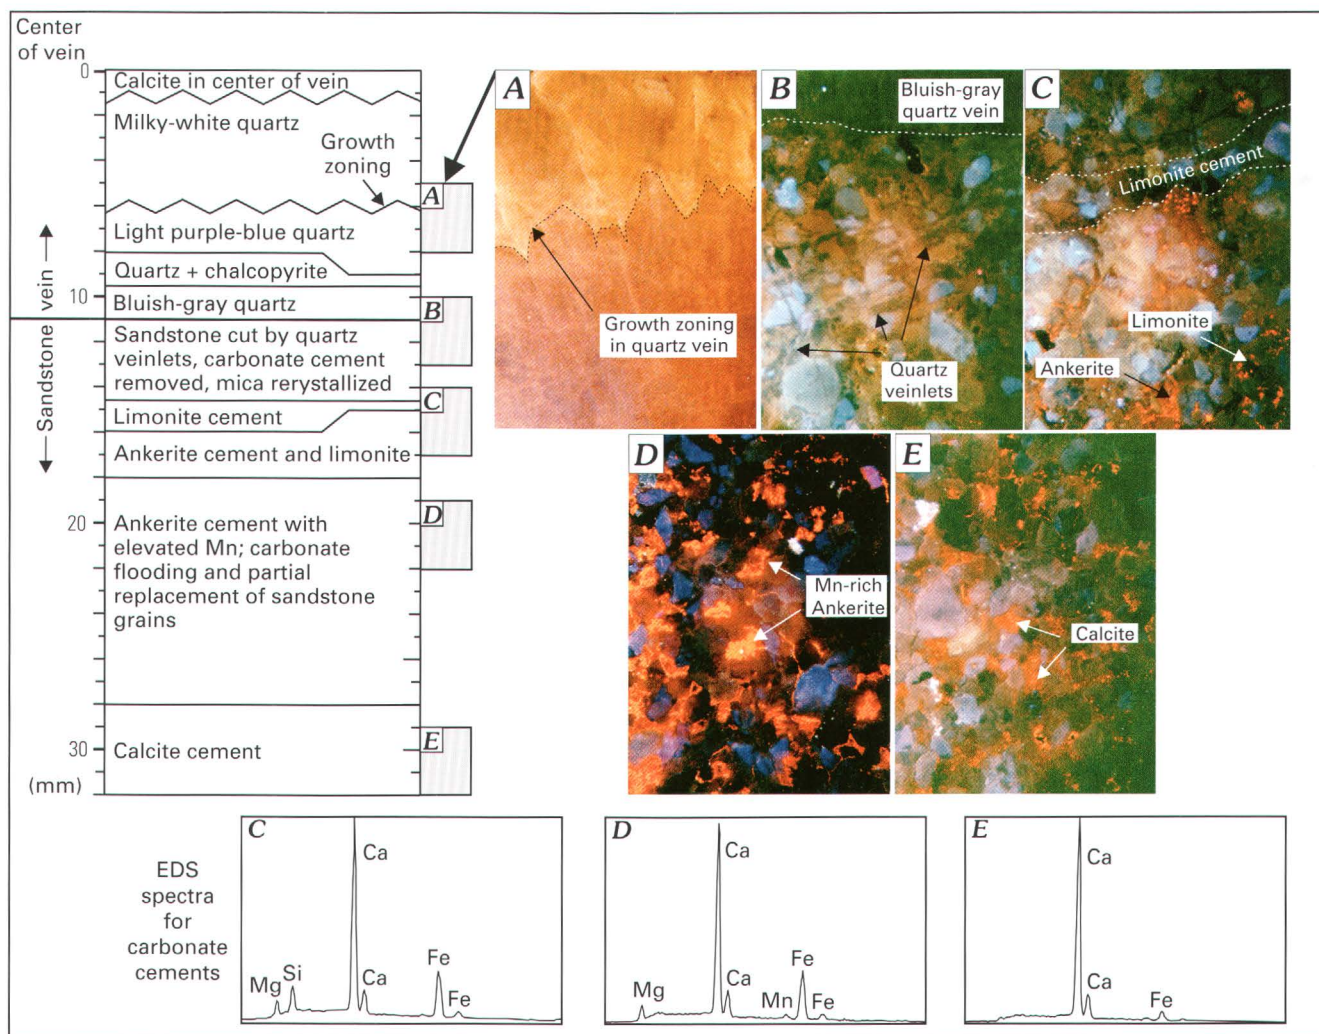 Center
of vein
0
Calcite in center of vein
Milky-white quartz
Growth
zoning
A
Light purple-blue quartz
Quartz + chalcopyrite
10
Bluish-gray quartz
B
Sandstone cut by quartz
veinlets, carbonate cement
removed, mica rerystallized
C
Limonite cement
Ankerite cement and limonite
20
D
Ankerite cement with
elevated Mn; carbonate
flooding and partial
replacement of sandstone
grains
30
Calcite cement
E
(mm)
Sandstone
vein
A
Growth zoning
in quartz vein
B
Bluish-gray
quartz vein
Quartz
veinlets
C
Limonite cement
Limonite
Ankerite
D
Mn-rich
Ankerite
E
Calcite
EDS
spectra
for
carbonate
cements
C
Ca
Mg
Si
Ca
Fe
Fe
D
Ca
Mg
Ca
Mn
Fe
Fe
E
Ca
Ca
Fe